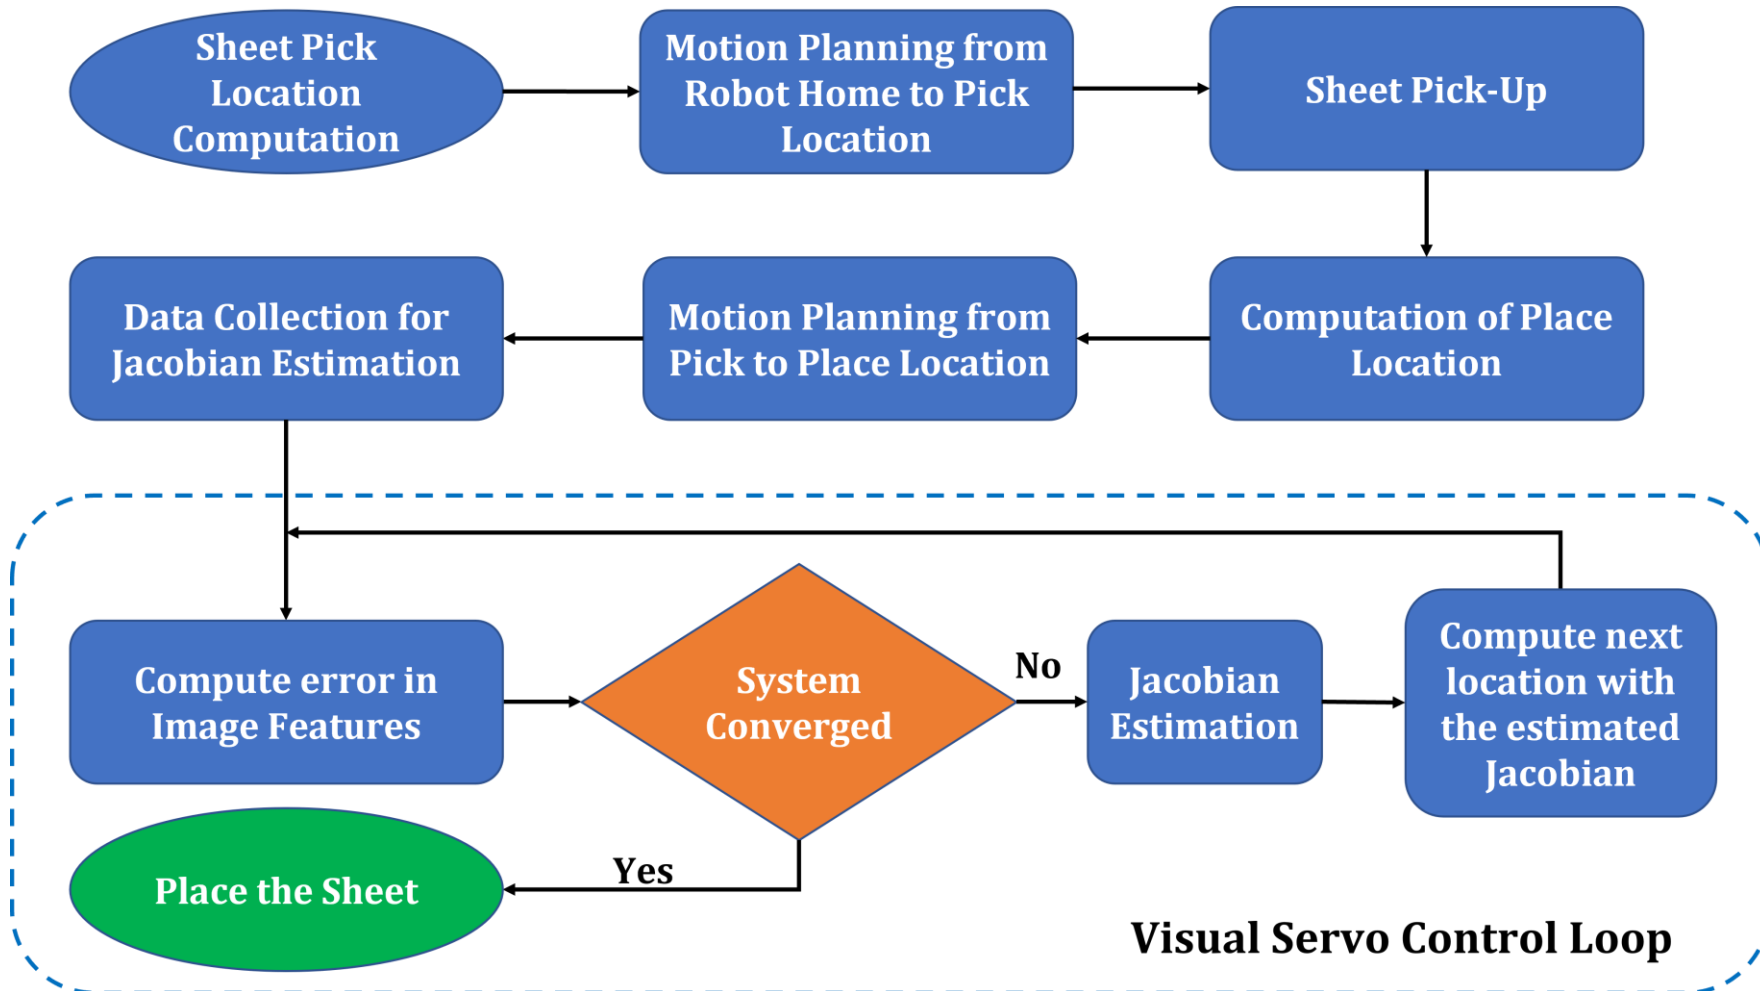 Sheet Pick
Location
Computation
Motion Planning from
Robot Home to Pick
Location
Sheet Pick-Up
Data Collection for
Jacobian Estimation
Motion Planning from
Pick to Place Location
Computation of Place
Location
Compute error in
Image Features
System
Converged
No
Jacobian
Estimation
Compute next
location with
the estimated
Jacobian
Place the Sheet
Yes
Visual Servo Control Loop